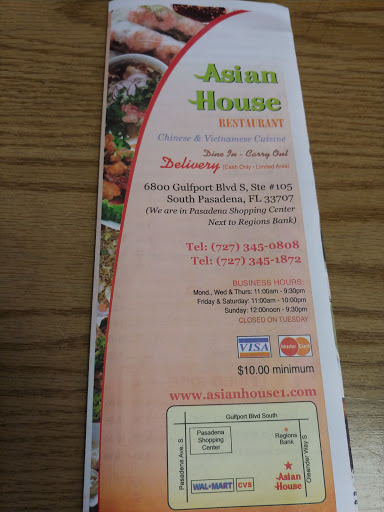 Asian
House
RESTAURANT
Chinese & Vietnamese Cuisine
Dine In - Carry Out
Delivery (Cash Only - Limited Area)
6800 Gulfport Blvd S, Ste #105
South Pasadena, FL 33707
(We are in Pasadena Shopping Center
Next to Regions Bank)
Tel: (727) 345-0808
Tel: (727) 345-1872
BUSINESS HOURS:
Mond., Wed & Thurs: 11:00am - 9:30pm
Friday & Saturday: 11:00am - 10:00pm
Sunday: 12:00noon - 9:30pm
CLOSED ON TUESDAY
VISA MasterCard
$10.00 minimum
www.asianhouse1.com
Gulfport Blvd South
Pasadena Ave. S
Pasadena
Shopping
Center
Regions
Bank
Oleander Way S
WAL-MART CVS
Asian
House